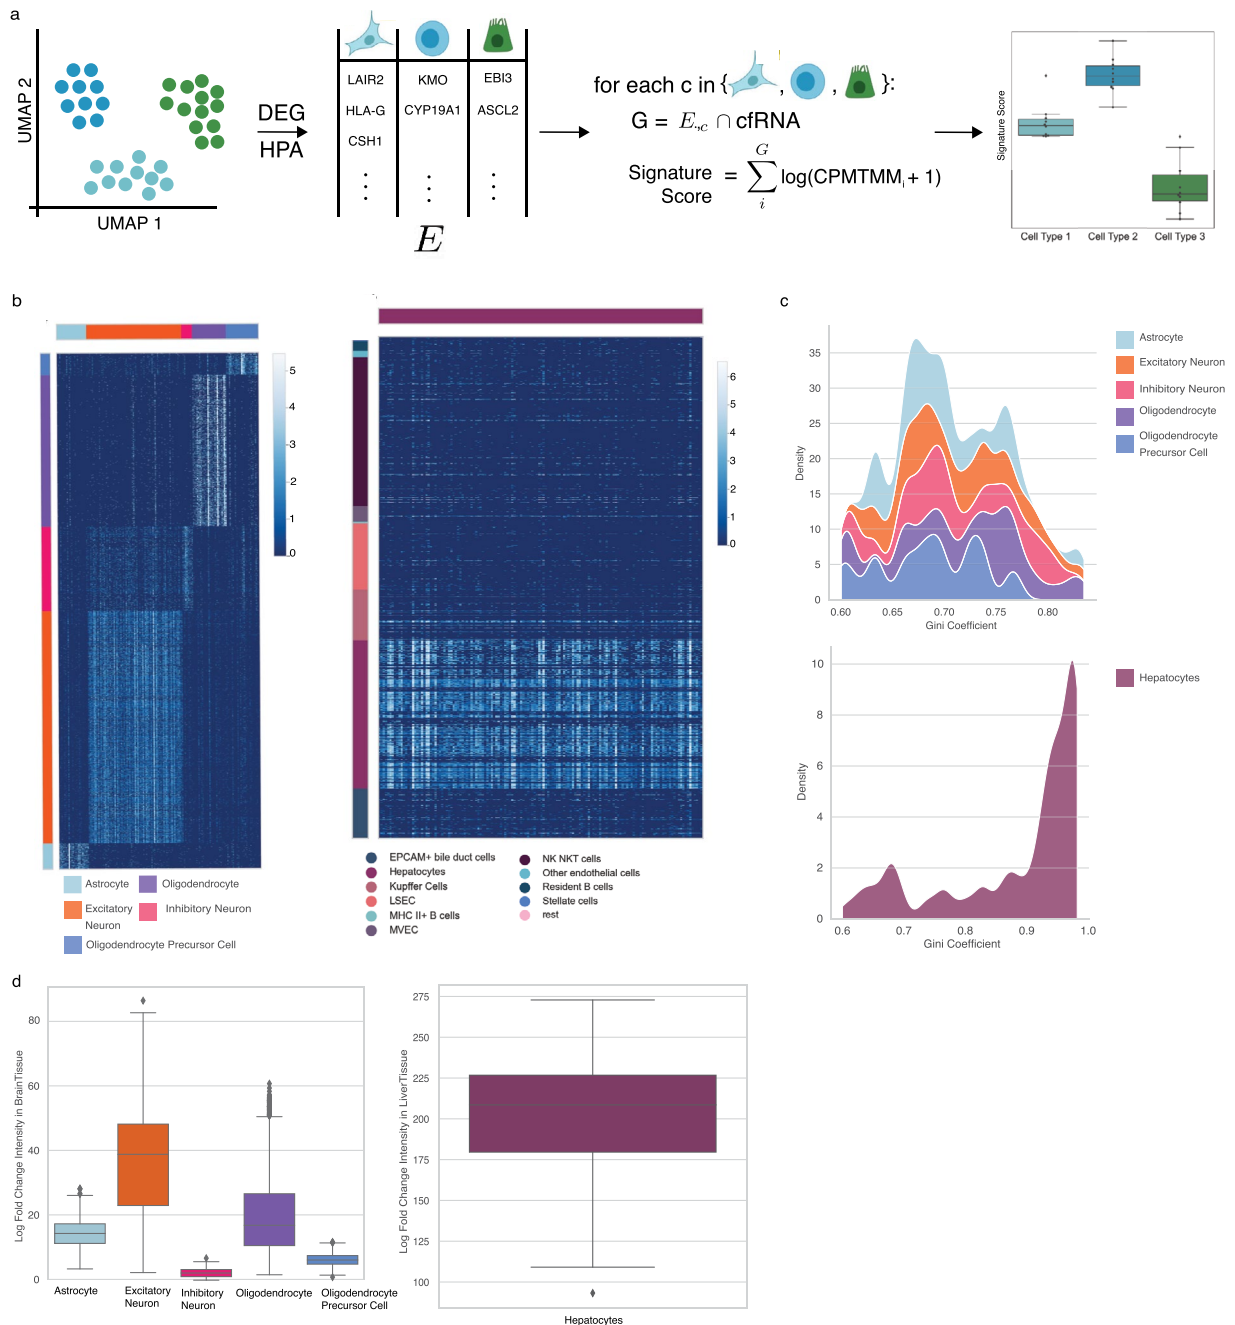 a
UMAP 2
UMAP 1
DEG
HPA
LAIR2 KMO EBI3
HLA-G CYP19A1 ASCL2
CSH1
E
for each c in { , , }:
G = E.,c ∩ cfRNA
Signature Score = ∑ G i log(CPMTMMi + 1)
Signature Score
Cell Type 1 Cell Type 2 Cell Type 3
b
5
4
3
2
1
.0
Astrocyte
Oligodendrocyte
Excitatory Neuron
Inhibitory Neuron
Oligodendrocyte Precursor Cell
6
5
4
3
2
1
0
EPCAM+ bile duct cells
Hepatocytes
Kupffer Cells
LSEC
MHC II+ B cells
MVEC
NK NKT cells
Other endothelial cells
Resident B cells
Stellate cells
rest
c
Density
35
30
25
20
15
10
5
0
0.60 0.65 0.70 0.75 0.80
Gini Coefficient
Astrocyte
Excitatory Neuron
Inhibitory Neuron
Oligodendrocyte
Oligodendrocyte
Precursor Cell
Density
10
8
6
4
2
0
0.6 0.7 0.8 0.9 1.0
Gini Coefficient
Hepatocytes
d
Log Fold Change Intensity in BrainTissue
80
60
40
20
0
Astrocyte
Excitatory
Neuron
Inhibitory
Neuron
Oligodendrocyte
Oligodendrocyte
Precursor Cell
Log Fold Change Intensity in LiverTissue
275
250
225
200
175
150
125
100
Hepatocytes